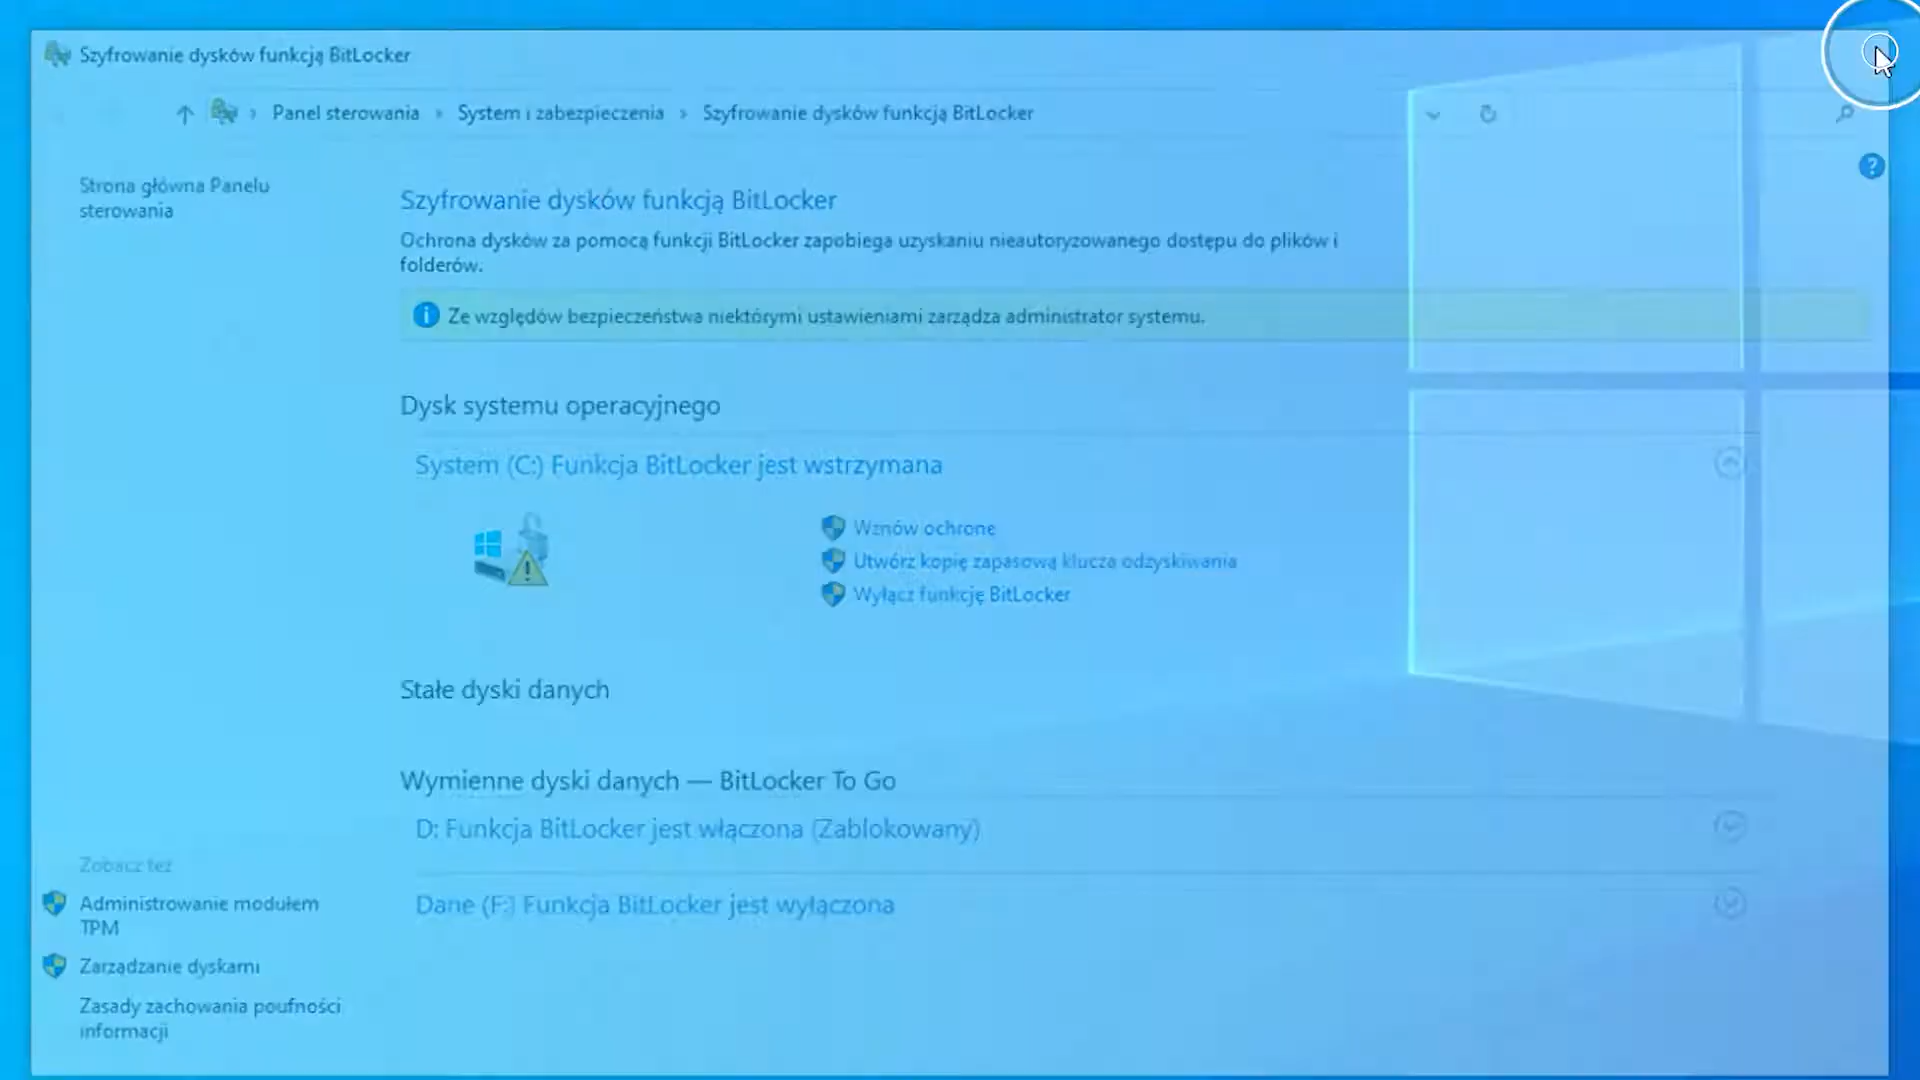 Szyfrowanie dysków funkcją BitLocker
Panel sterowania › System i zabezpieczenia › Szyfrowanie dysków funkcją BitLocker
Strona główna Panelu
sterowania
Szyfrowanie dysków funkcją BitLocker
Ochrona dysków za pomocą funkcji BitLocker zapobiega uzyskaniu nieautoryzowanego dostępu do plików i
folderów.
Ze względów bezpieczeństwa niektórymi ustawieniami zarządza administrator systemu.
Dysk systemu operacyjnego
System (C:) Funkcja BitLocker jest wstrzymana
Wznów ochronę
Utwórz kopię zapasową klucza odzyskiwania
Wyłącz funkcję BitLocker
Stałe dyski danych
Wymienne dyski danych — BitLocker To Go
D: Funkcja BitLocker jest włączona (Zablokowany)
Dane (F:) Funkcja BitLocker jest wyłączona
Zobacz też
Administrowanie modułem
TPM
Zarządzanie dyskami
Zasady zachowania poufności
informacji